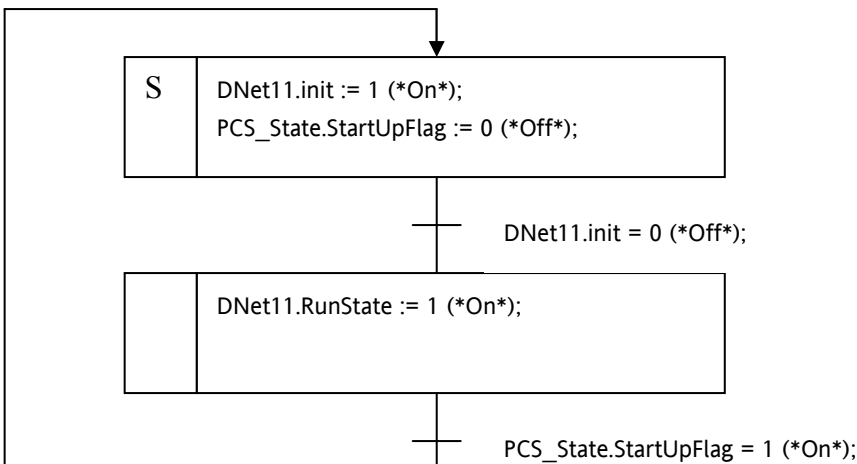 S
DNet11.init := 1 (*On*);
PCS_State.StartUpFlag := 0 (*Off*);
DNet11.init = 0 (*Off*);
DNet11.RunState := 1 (*On*);
PCS_State.StartUpFlag = 1 (*On*);